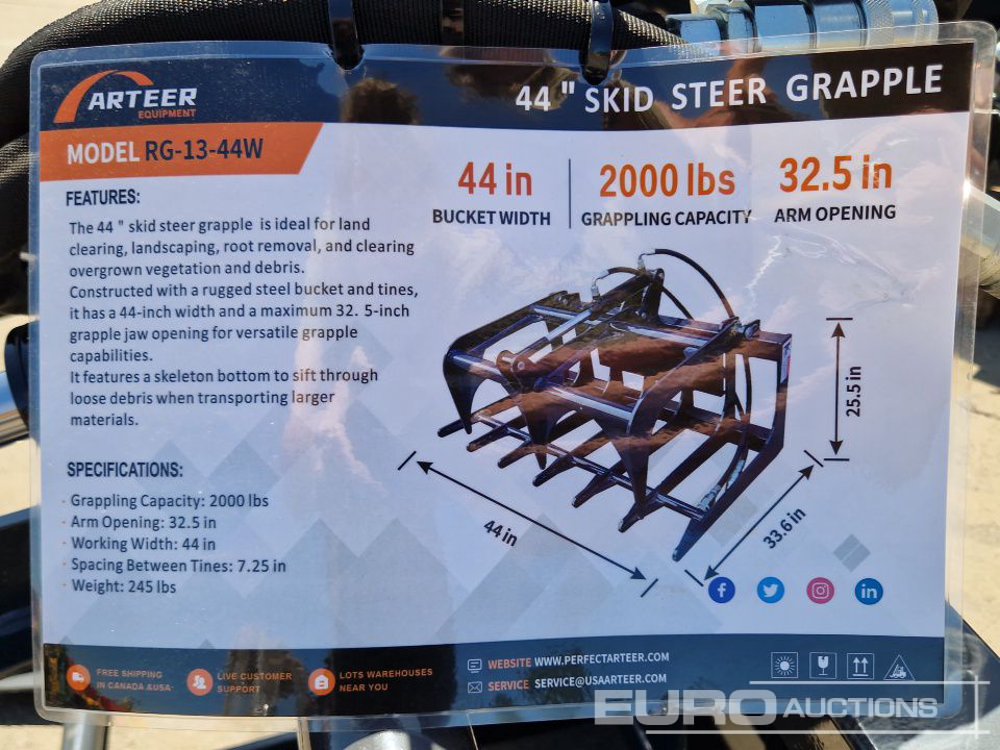 ARTEER
EQUIPMENT
44 " SKID STEER GRAPPLE
MODEL RG-13-44W
44 in
BUCKET WIDTH
2000 lbs
GRAPPLING CAPACITY
32.5 in
ARM OPENING
FEATURES:
The 44 " skid steer grapple is ideal for land
clearing, landscaping, root removal, and clearing
overgrown vegetation and debris.
Constructed with a rugged steel bucket and tines,
it has a 44-inch width and a maximum 32. 5-inch
grapple jaw opening for versatile grapple
capabilities.
It features a skeleton bottom to sift through
loose debris when transporting larger
materials.
SPECIFICATIONS:
- Grappling Capacity: 2000 lbs
- Arm Opening: 32.5 in
- Working Width: 44 in
- Spacing Between Tines: 7.25 in
- Weight: 245 lbs
25.5 in
44 in
33.6 in
FREE SHIPPING
IN CANADA &USA
LIVE CUSTOMER
SUPPORT
LOTS WAREHOUSES
NEAR YOU
WEBSITE WWW.PERFECTARTEER.COM
SERVICE SERVICE@USAARTEER.COM
EURO AUCTIONS